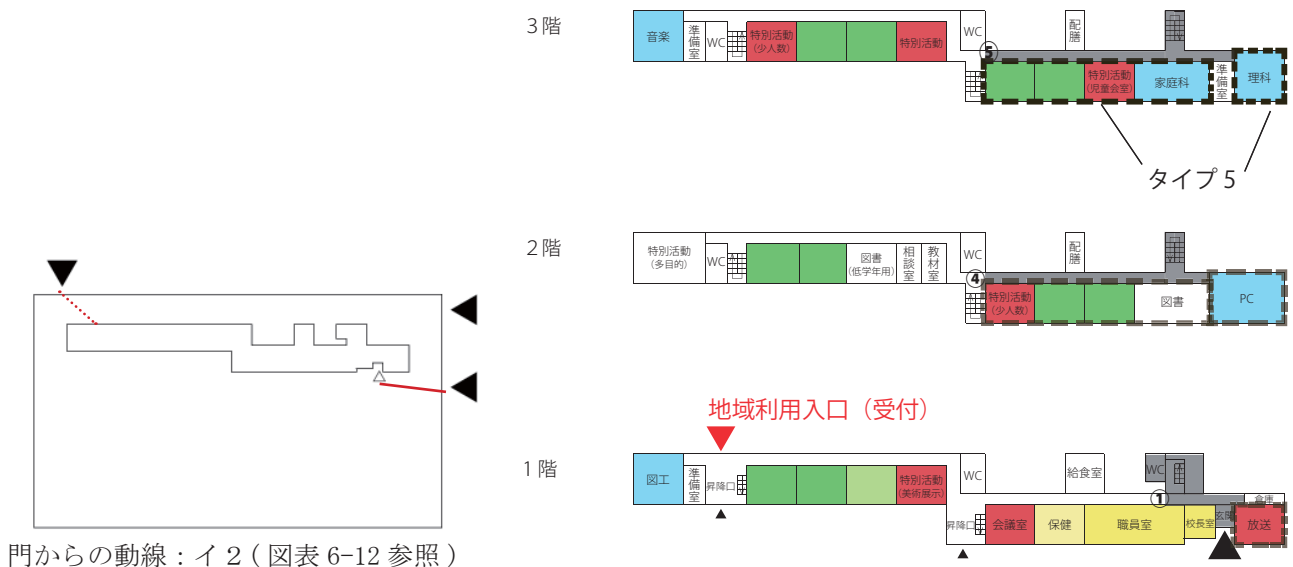 3階
音楽
準備室
WC
特別活動
(少人数)
特別活動
WC
配膳
⑤
特別活動
(児童会室)
家庭科
準備室
理科
タイプ 5
2階
特別活動
(多目的)
WC
図書
(低学年用)
相談室
教材室
WC
配膳
④
特別活動
(少人数)
図書
PC
地域利用入口（受付）
1階
図工
準備室
昇降口
特別活動
(美術展示)
WC
給食室
WC
①
倉庫
昇降口
会議室
保健
職員室
校長室
玄関
放送
門からの動線：イ2(図表 6-12 参照)